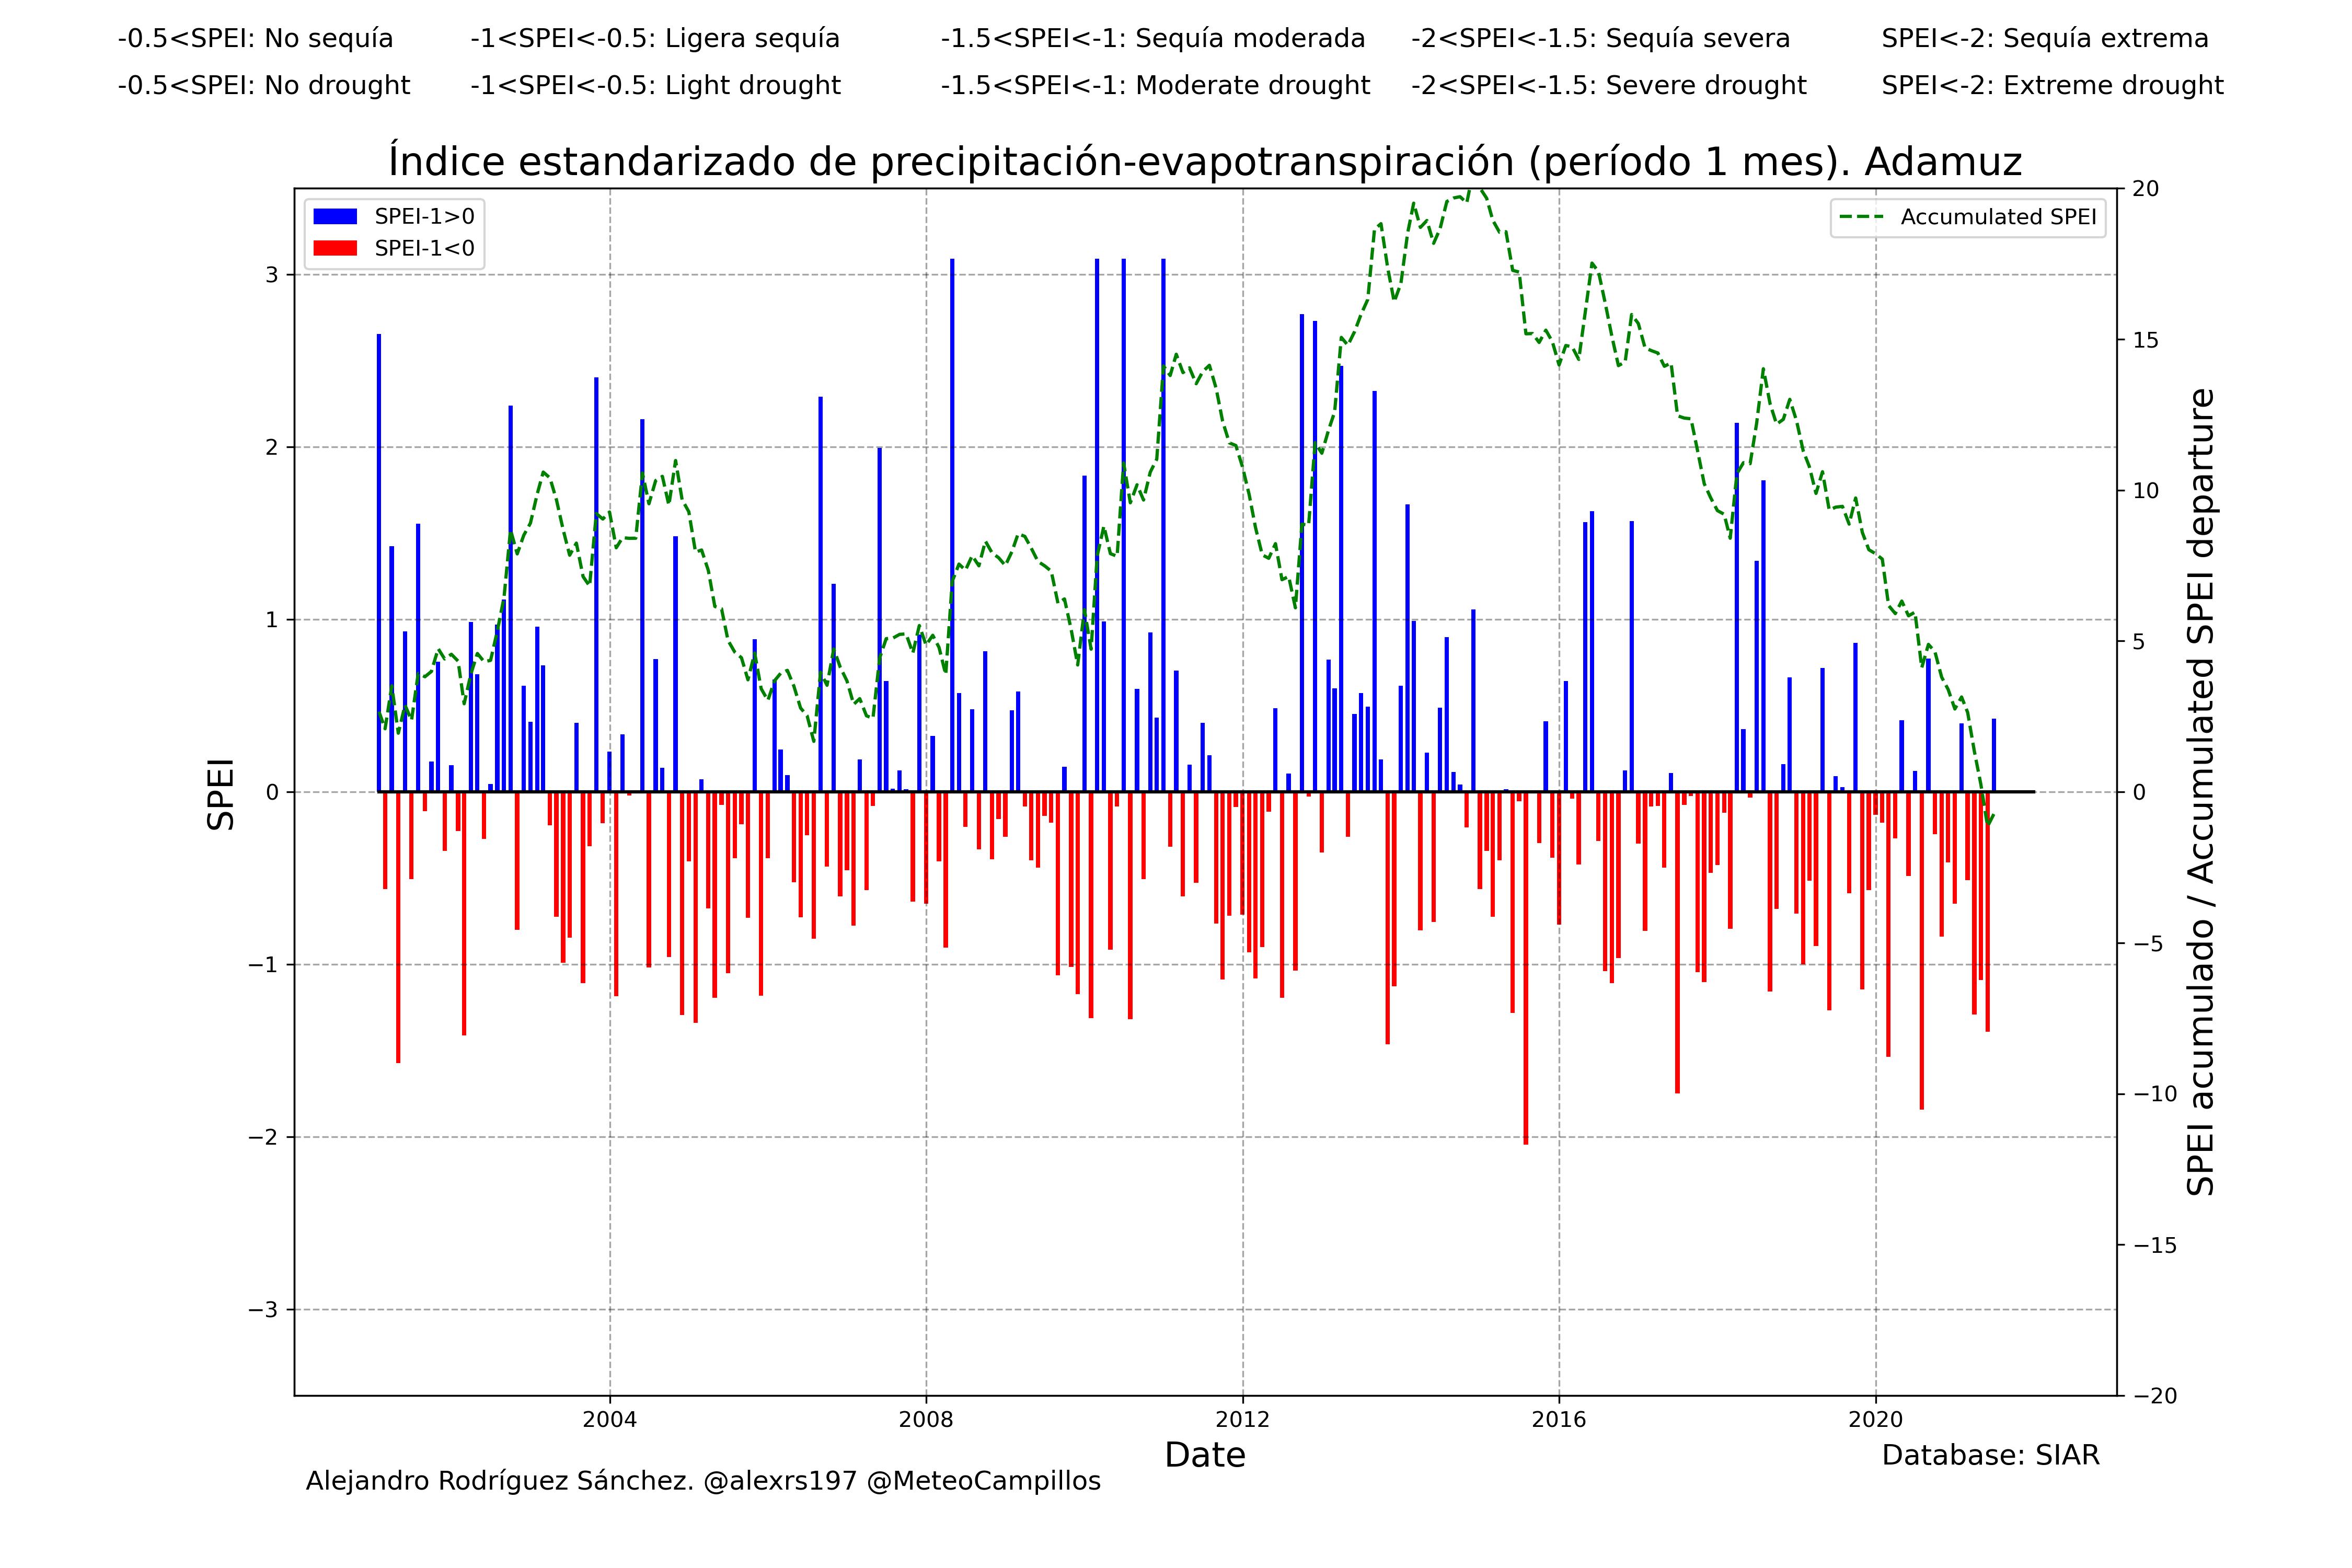 -0.5<SPEI: No sequía -1<SPEI<-0.5: Ligera sequía -1.5<SPEI<-1: Sequía moderada -2<SPEI<-1.5: Sequía severa SPEI<-2: Sequía extrema
-0.5<SPEI: No drought -1<SPEI<-0.5: Light drought -1.5<SPEI<-1: Moderate drought -2<SPEI<-1.5: Severe drought SPEI<-2: Extreme drought
Índice estandarizado de precipitación-evapotranspiración (período 1 mes). Adamuz
SPEI-1>0
SPEI-1<0
Accumulated SPEI
SPEI
3
2
1
0
−1
−2
−3
20
15
10
5
0
−5
−10
−15
−20
SPEI acumulado / Accumulated SPEI departure
2004 2008 2012 2016 2020
Date
Database: SIAR
Alejandro Rodríguez Sánchez. @alexrs197 @MeteoCampillos